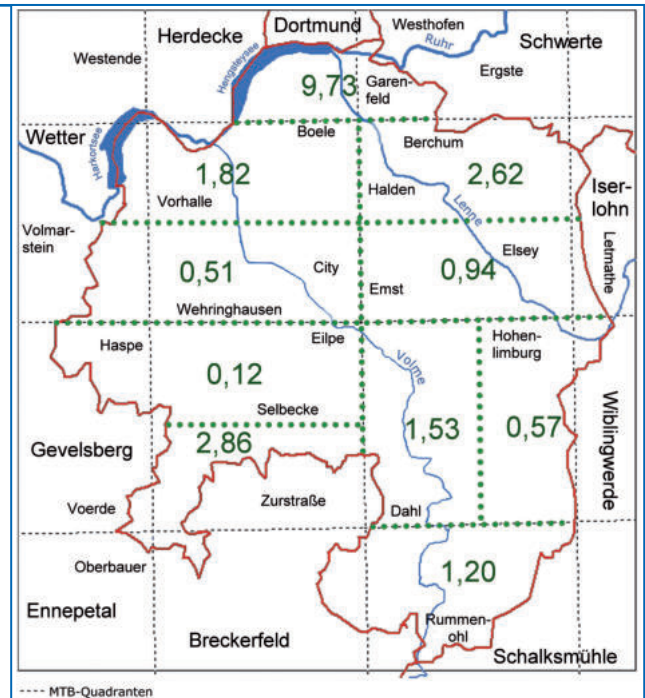 Herdecke
Dortmund
Westhofen
Schwerte
Westende
Hengsteysee
Ruhr
Ergste
9,73
Garen-
feld
Wetter
Harkortsee
Boele
Berchum
1,82
2,62
Iser-
lohn
Vorhalle
Halden
Lenne
Volmar-
stein
Letmathe
0,51
City
Elsey
0,94
Emst
Wehringhausen
Haspe
Eilpe
Hohen-
limburg
Volme
0,12
Selbecke
1,53
0,57
Wiblingwerde
Gevelsberg
2,86
Voerde
Zurstraße
Dahl
Oberbauer
1,20
Ennepetal
Rummen-
ohl
Breckerfeld
Schalksmühle
---- MTB-Quadranten